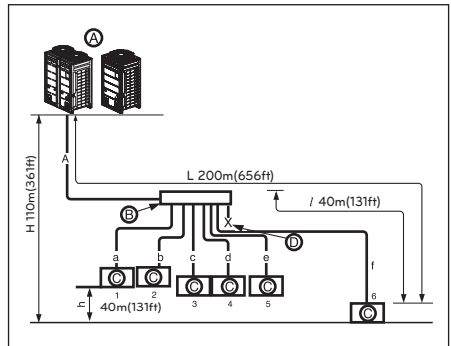 Ⓐ
A
L 200m(656ft)
H 110m(361ft)
l 40m(131ft)
Ⓑ
X
Ⓓ
a b c d e f
Ⓒ Ⓒ Ⓒ Ⓒ Ⓒ Ⓒ
1 2 3 4 5 6
h
40m(131ft)